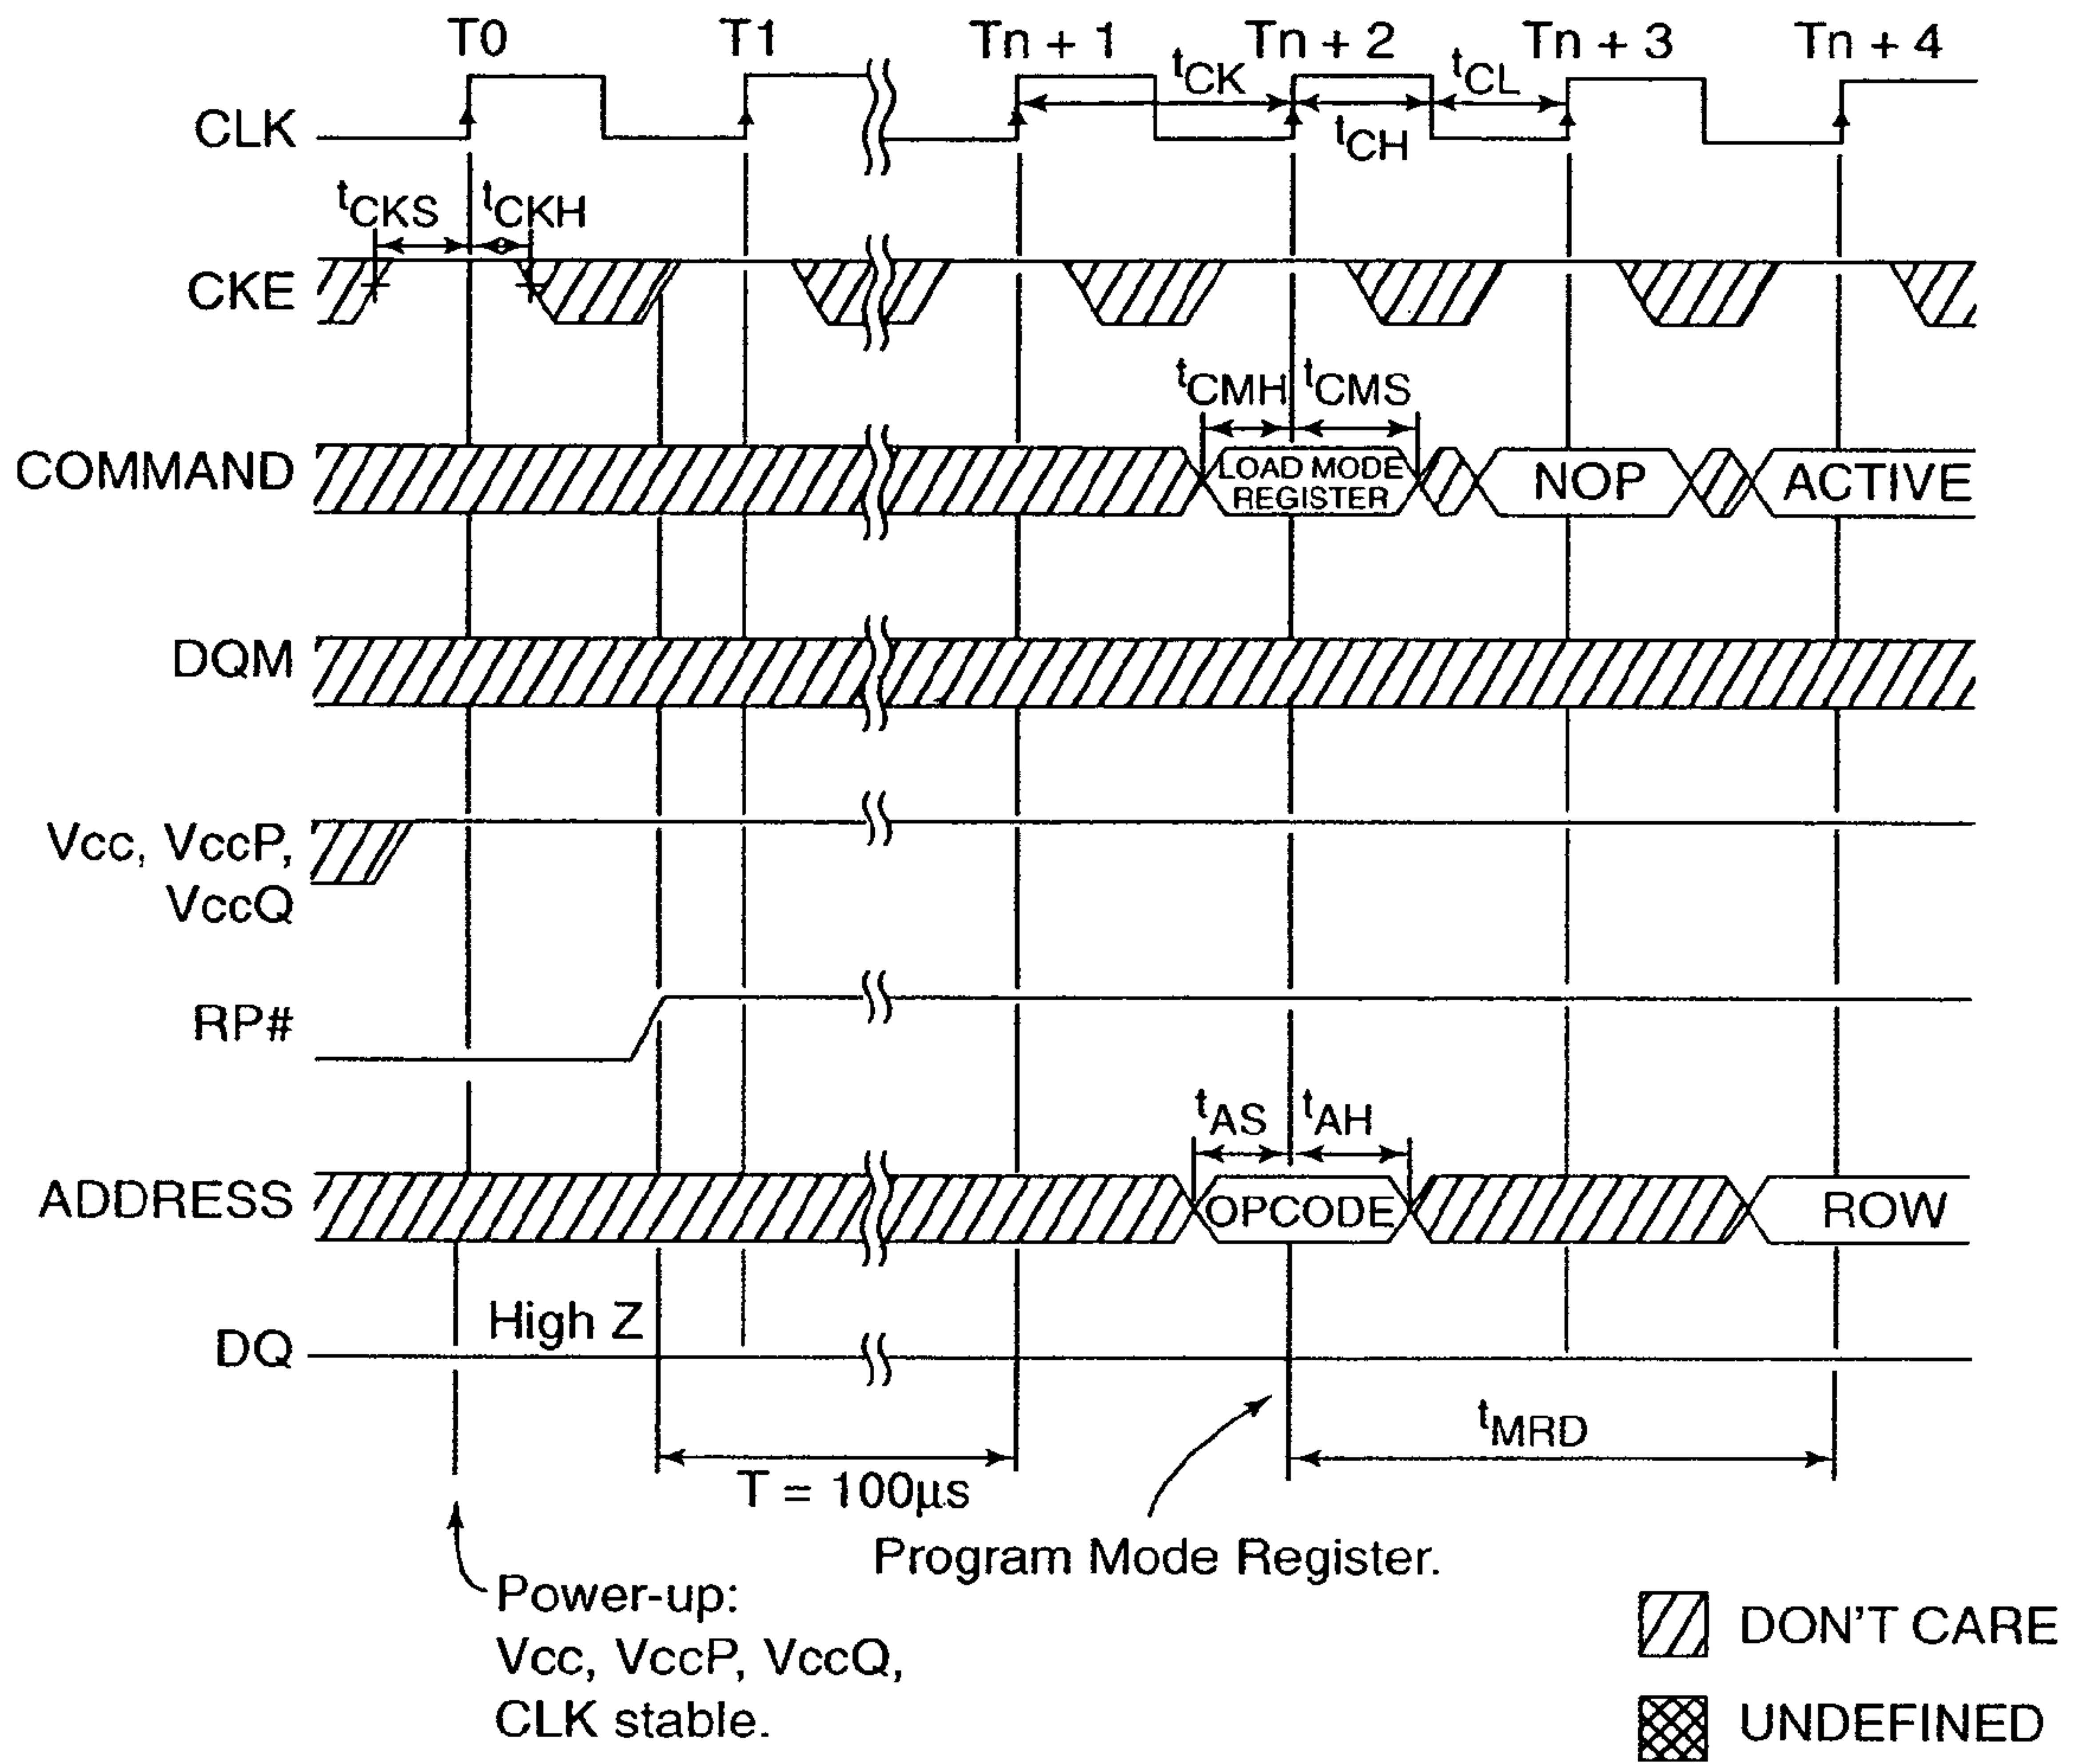 T0 T1 Tn + 1 Tn + 2 Tn + 3 Tn + 4
tCK tCL
CLK
tCH
tCKS tCKH
CKE
tCMH tCMS
COMMAND
LOAD MODE
REGISTER
NOP
ACTIVE
DQM
Vcc, VccP,
VccQ
RP#
tAS tAH
ADDRESS
OPCODE
ROW
High Z
DQ
tMRD
T = 100µs
Program Mode Register.
Power-up:
Vcc, VccP, VccQ,
CLK stable.
DON'T CARE
UNDEFINED